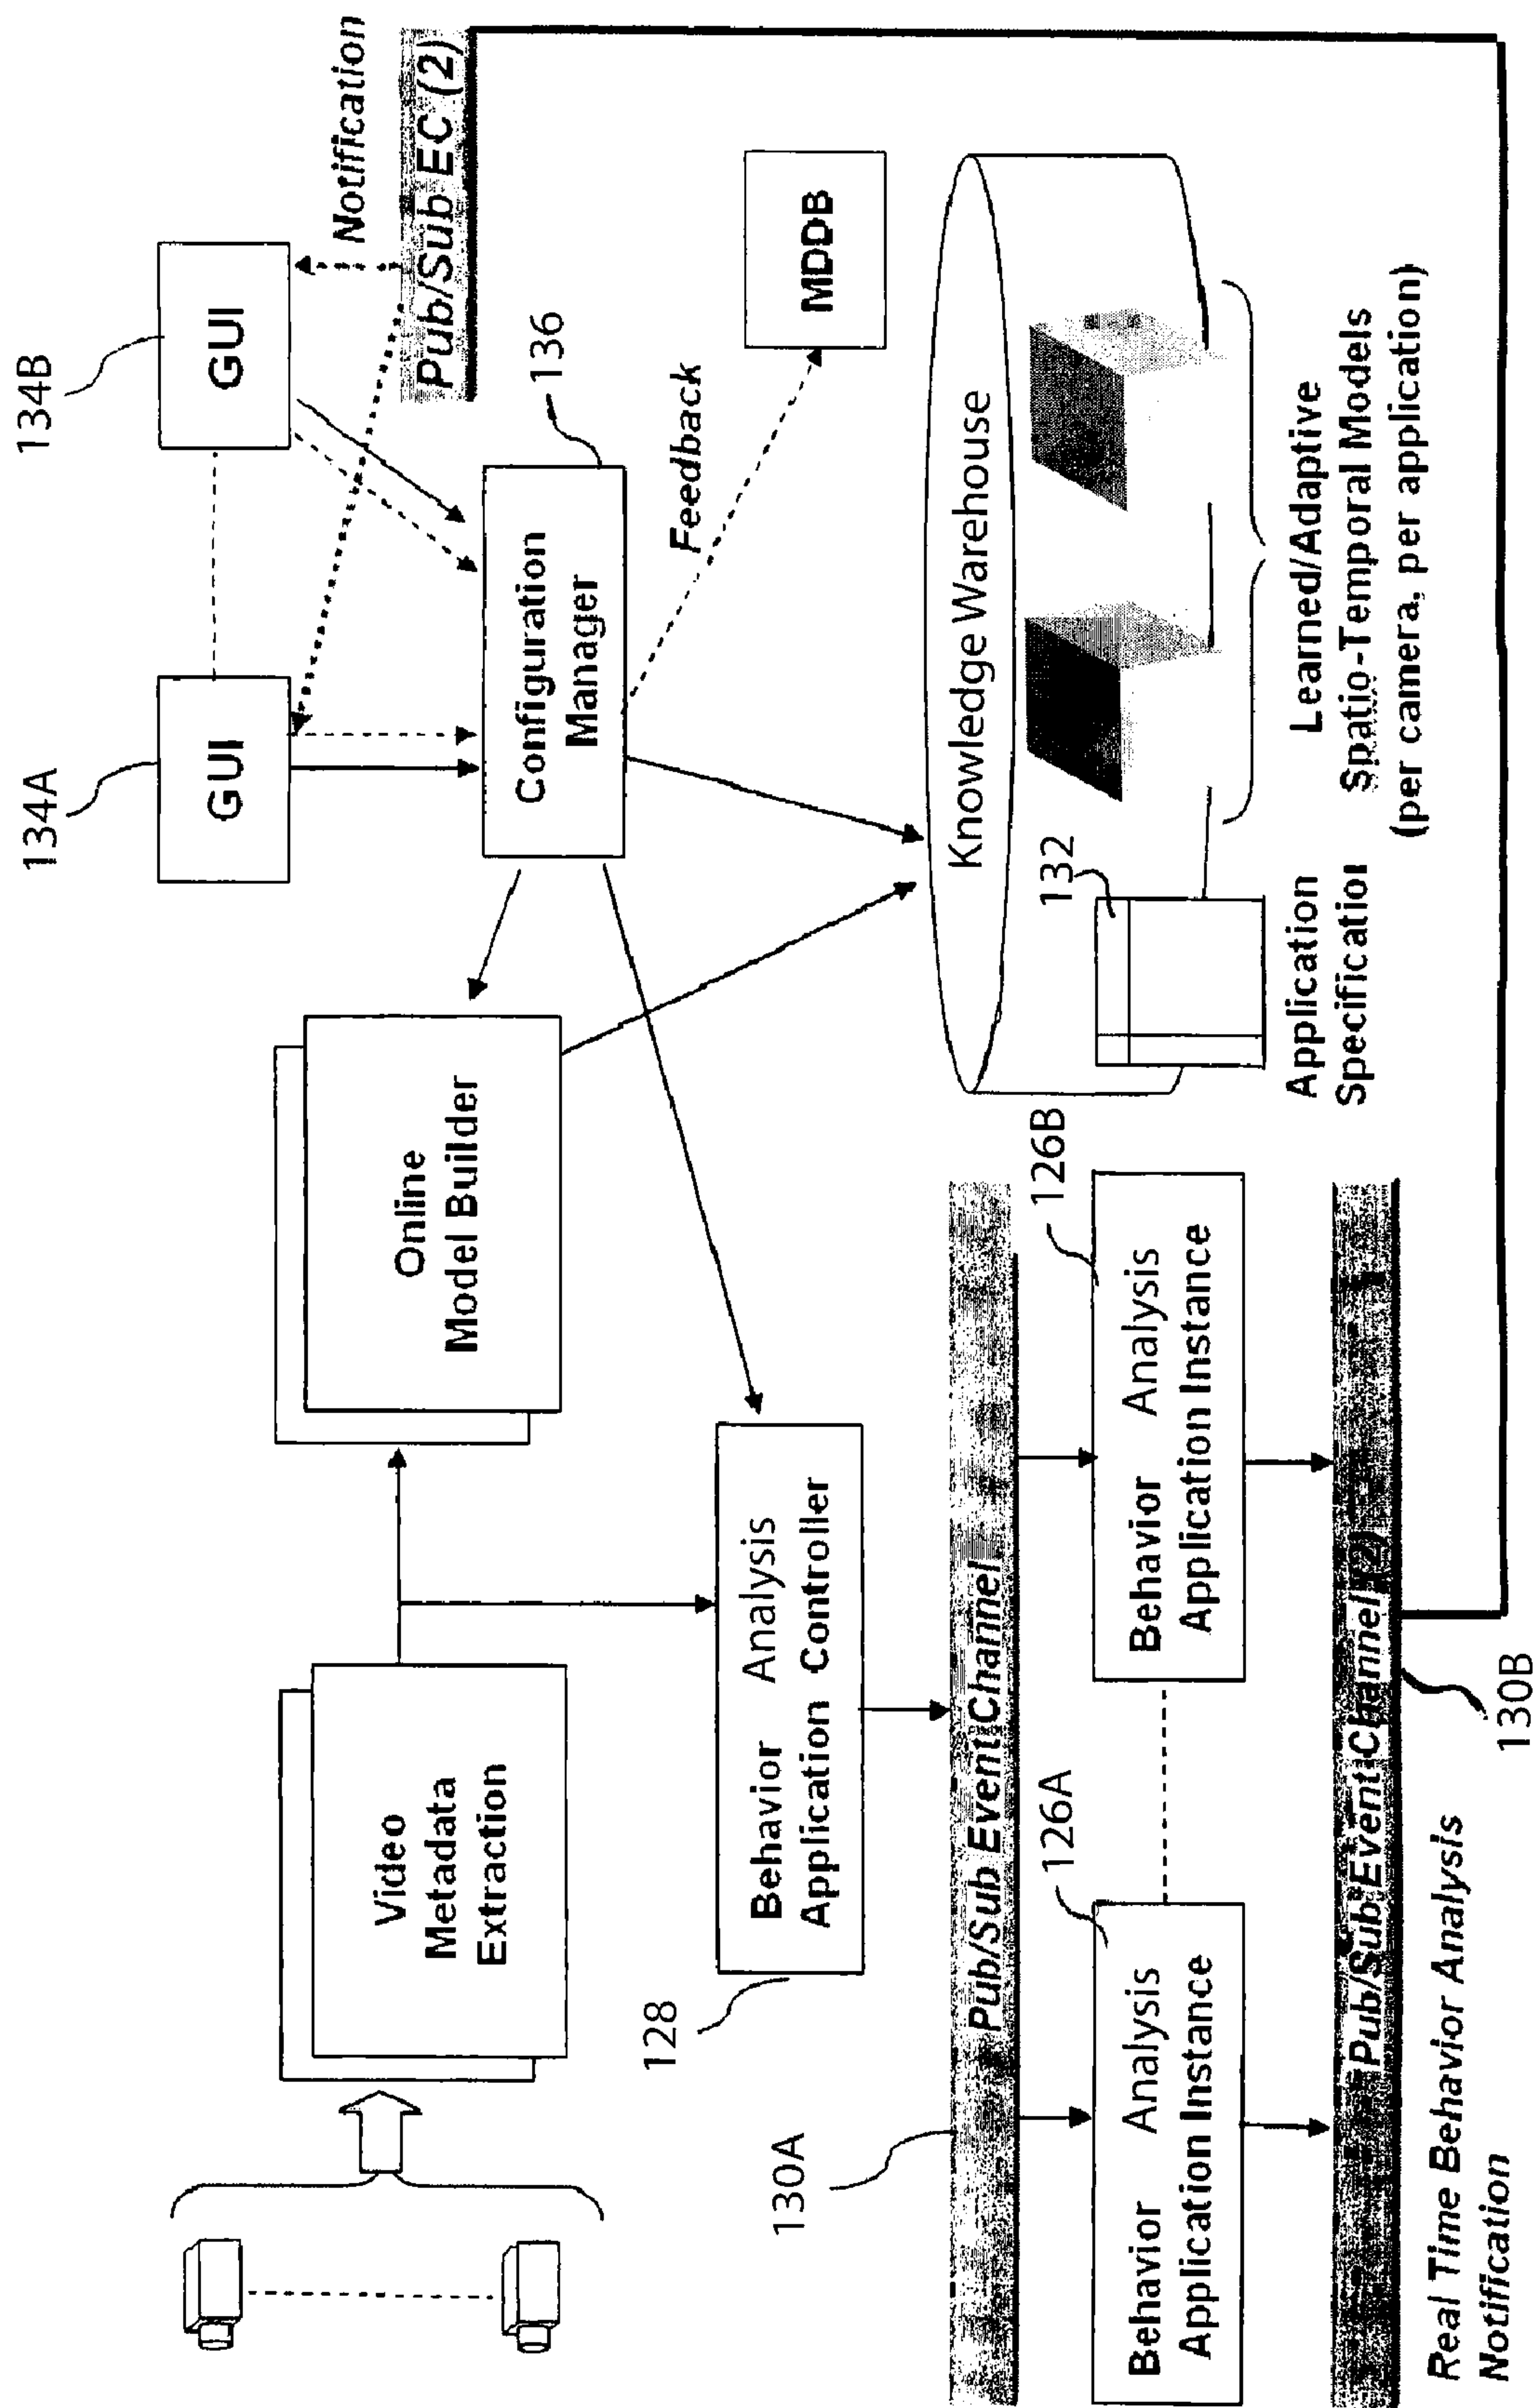 134A
134B
GUI
GUI
Notification
Pub/Sub EC (2)
Video
Metadata
Extraction
Online
Model Builder
Configuration
Manager
136
Feedback
MDDB
128
Behavior Analysis
Application Controller
130A
Pub/Sub Event Channel
126A
126B
Behavior Analysis
Application Instance
Behavior Analysis
Application Instance
Pub/Sub Event Channel (2)
130B
Real Time Behavior Analysis
Notification
Knowledge Warehouse
132
Application
Specification
Learned/Adaptive
Spatio-Temporal Models
(per camera, per application)